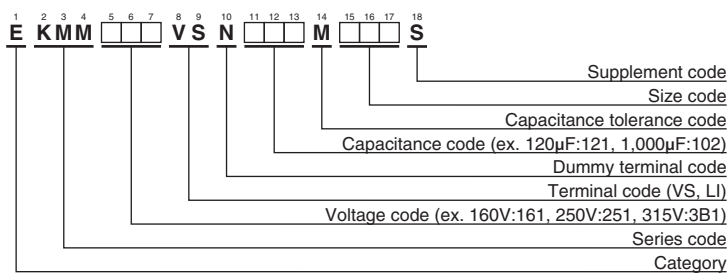 1 2 3 4 5 6 7 8 9 10 11 12 13 14 15 16 17 18
E KMM □□□ VS N □□□ M □□□ S
Supplement code
Size code
Capacitance tolerance code
Capacitance code (ex. 120µF:121, 1,000µF:102)
Dummy terminal code
Terminal code (VS, LI)
Voltage code (ex. 160V:161, 250V:251, 315V:3B1)
Series code
Category